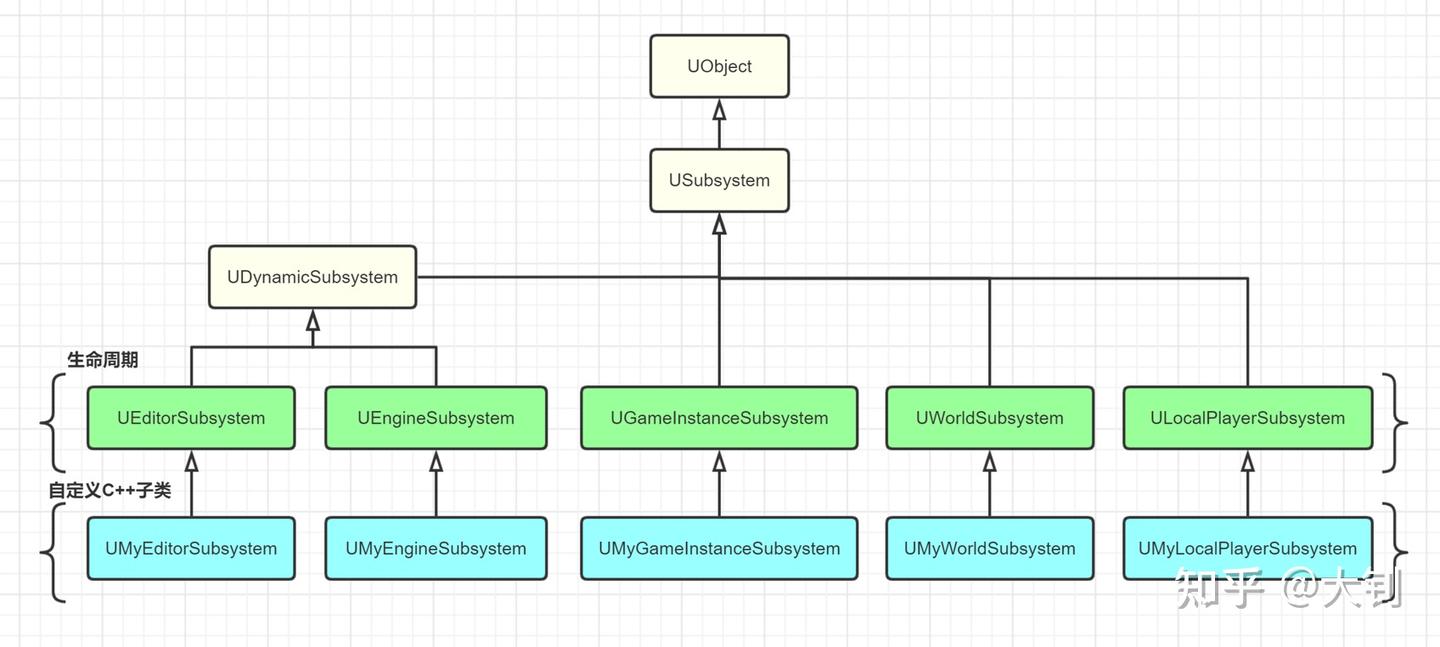 UObject
USubsystem
UDynamicSubsystem
生命周期
UEditorSubsystem
UEngineSubsystem
UGameInstanceSubsystem
UWorldSubsystem
ULocalPlayerSubsystem
自定义C++子类
UMyEditorSubsystem
UMyEngineSubsystem
UMyGameInstanceSubsystem
UMyWorldSubsystem
UMyLocalPlayerSubsystem
知乎 @大钊